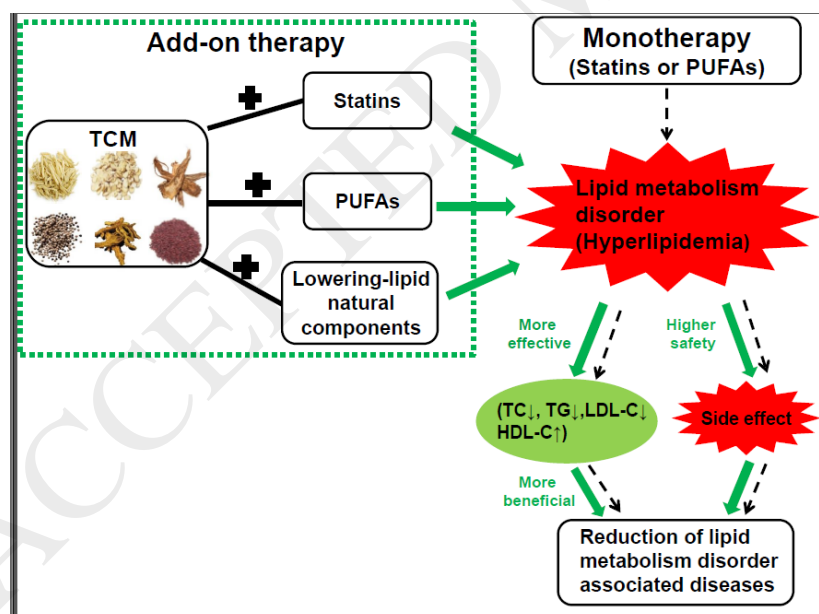 Add-on therapy
Monotherapy
(Statins or PUFAs)
Statins
TCM
PUFAs
Lowering-lipid
natural
components
Lipid metabolism
disorder
(Hyperlipidemia)
More
effective
Higher
safety
(TC↓, TG↓,LDL-C↓
HDL-C↑)
Side effect
More
beneficial
Reduction of lipid
metabolism disorder
associated diseases
ACCEPTED M